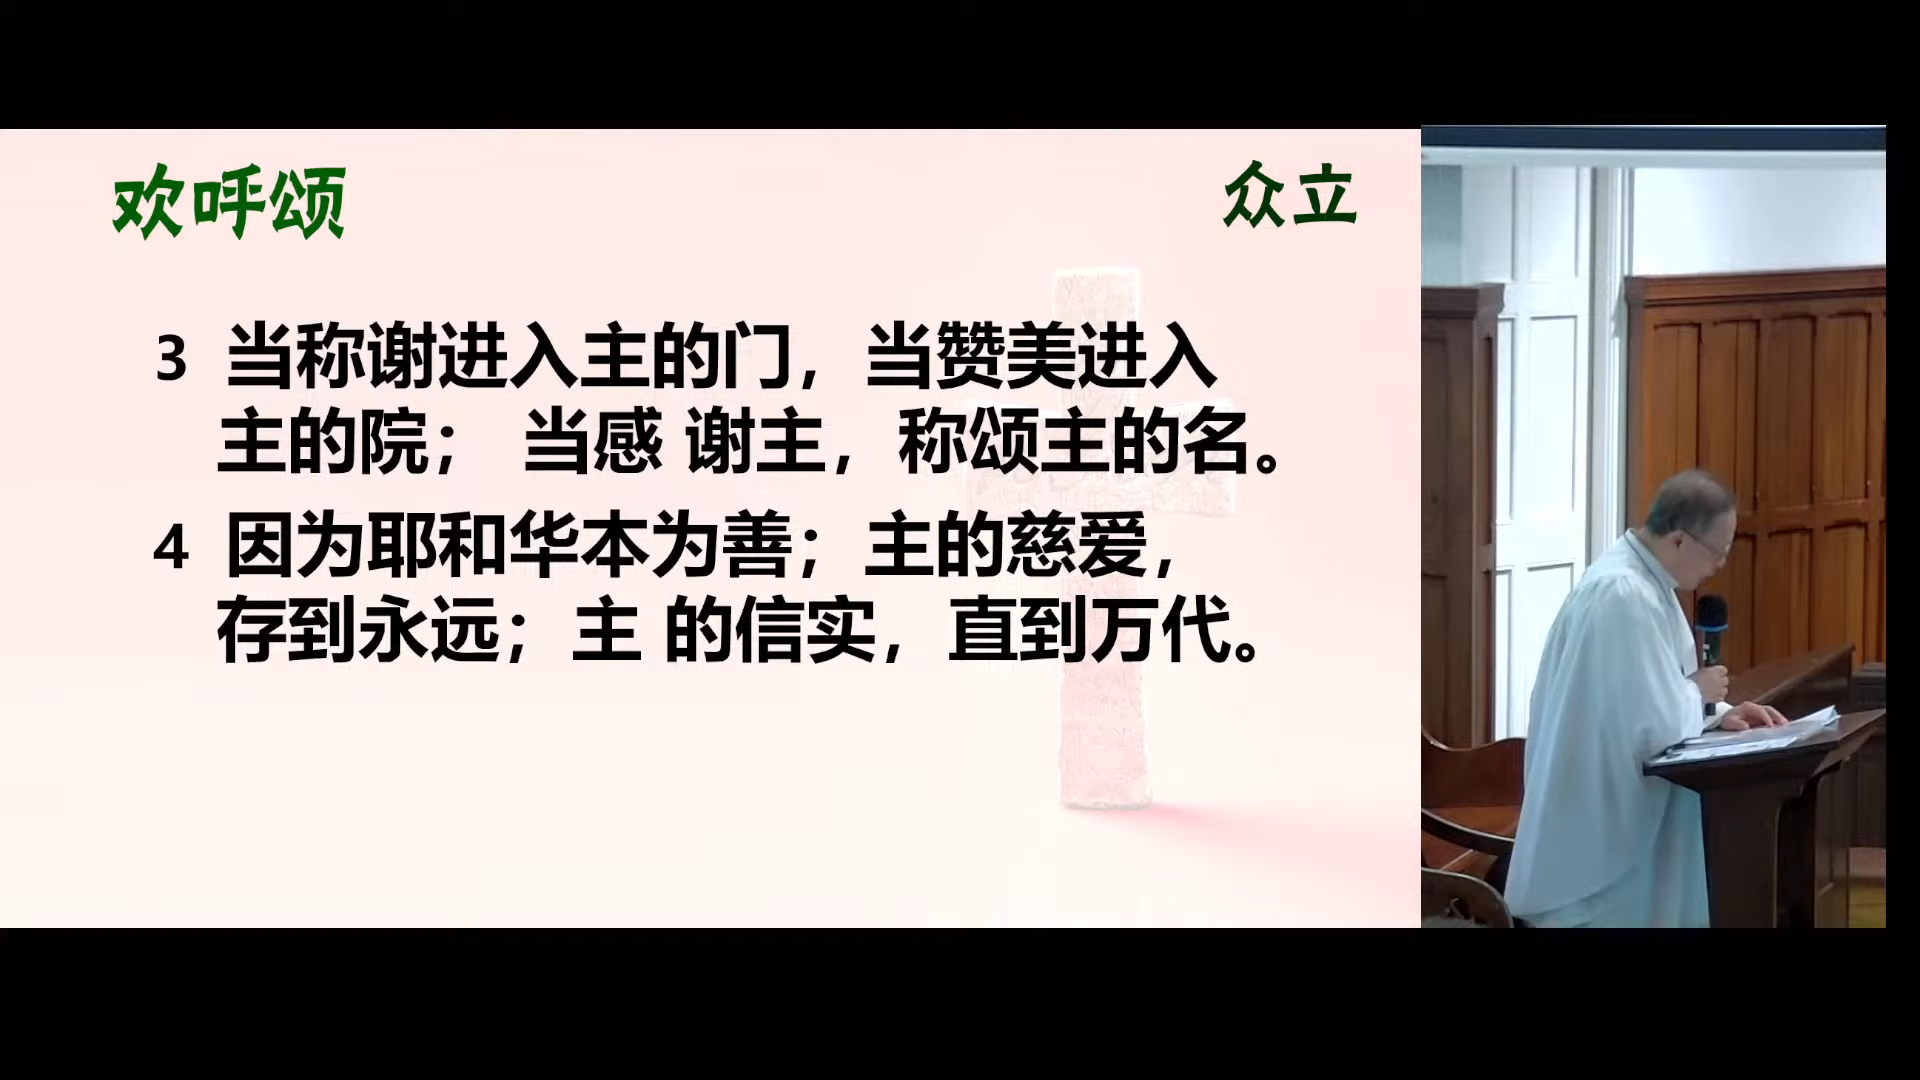 欢呼颂 众立
3 当称谢进入主的门，当赞美进入
主的院； 当感 谢主，称颂主的名。
4 因为耶和华本为善；主的慈爱，
存到永远；主 的信实，直到万代。